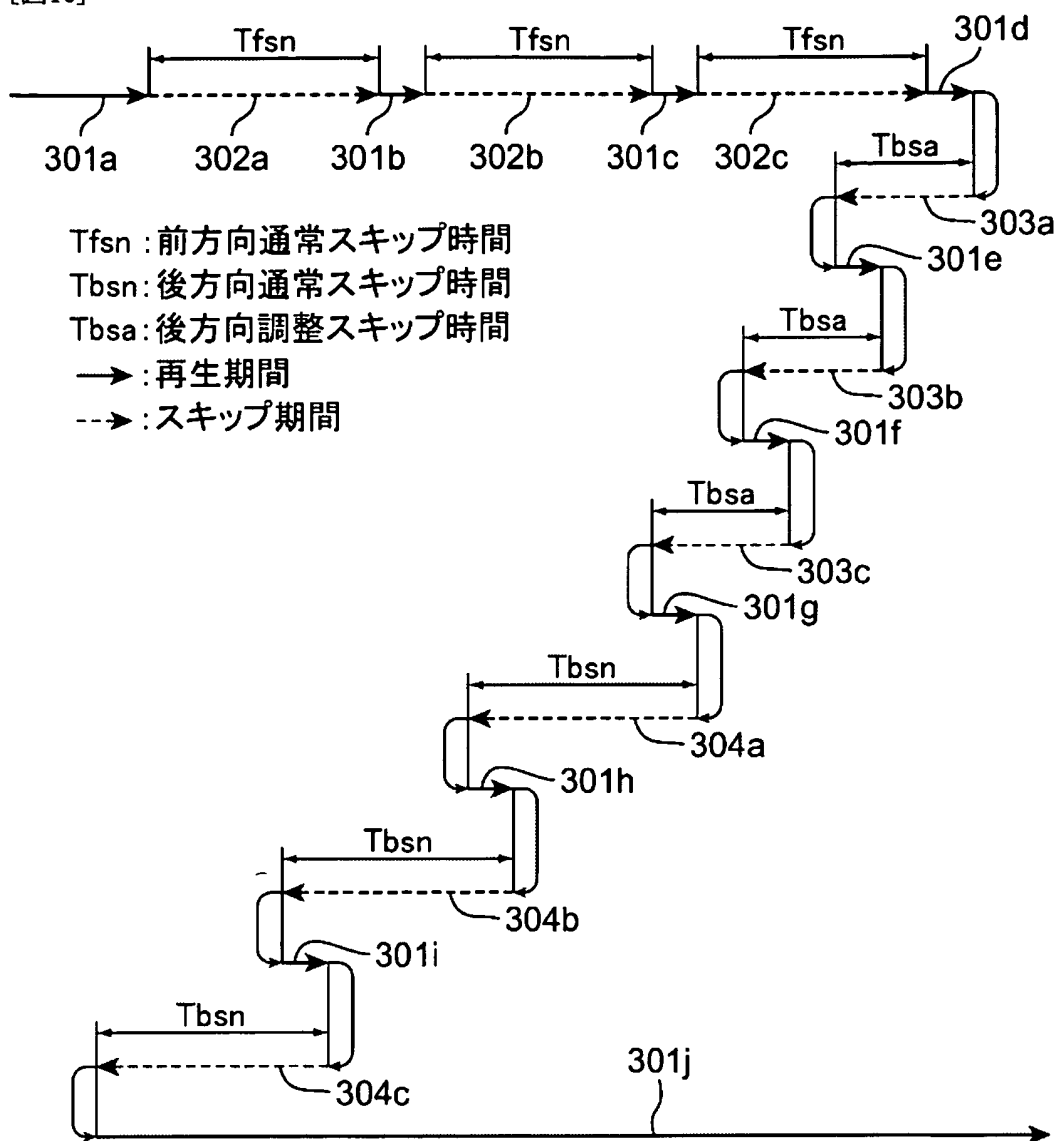 Tfsn Tfsn Tfsn 301d
301a 302a 301b 302b 301c 302c
Tbsa
303a
Tfsn:前方向通常スキップ時間
301e
Tbsn:後方向通常スキップ時間
Tbsa:後方向調整スキップ時間
Tbsa
:再生期間
303b
:スキップ期間
301f
Tbsa
303c
301g
Tbsn
304a
301h
Tbsn
304b
301i
Tbsn
301j
304c